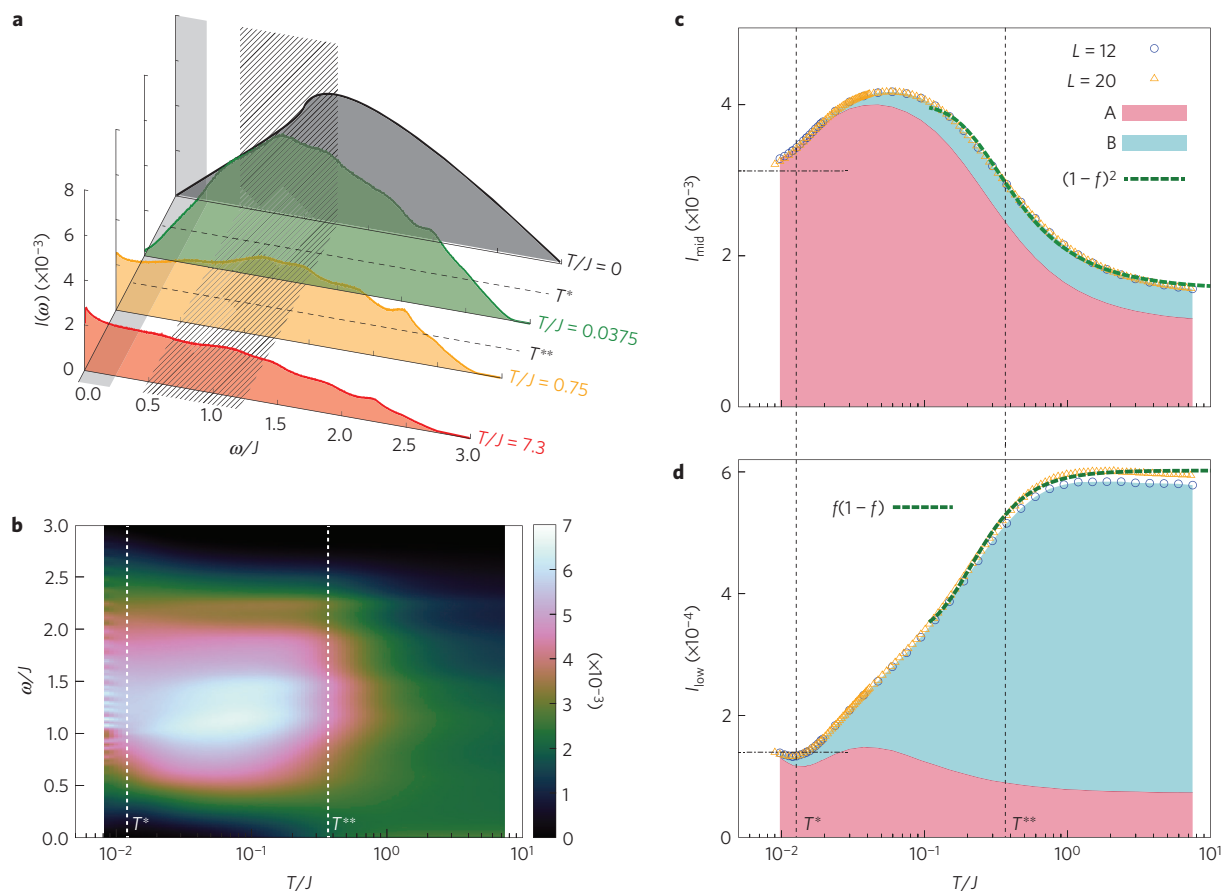 a
8
6
4
2
0
I(ω) (×10⁻³)
0.0
0.5
1.0
1.5
2.0
2.5
3.0
ω/J
T/J = 0
T*
T/J = 0.0375
T**
T/J = 0.75
T/J = 7.3
b
3.0
2.5
2.0
1.5
1.0
0.5
0.0
ω/J
T*
T**
10⁻²
10⁻¹
10⁰
10¹
T/J
7
6
5
4
3
2
1
0
(×10⁻³)
c
L = 12
L = 20
A
B
(1 − f)²
4
2
0
I_mid (×10⁻³)
d
f(1 − f)
6
4
2
0
I_low (×10⁻⁴)
T*
T**
10⁻²
10⁻¹
10⁰
10¹
T/J